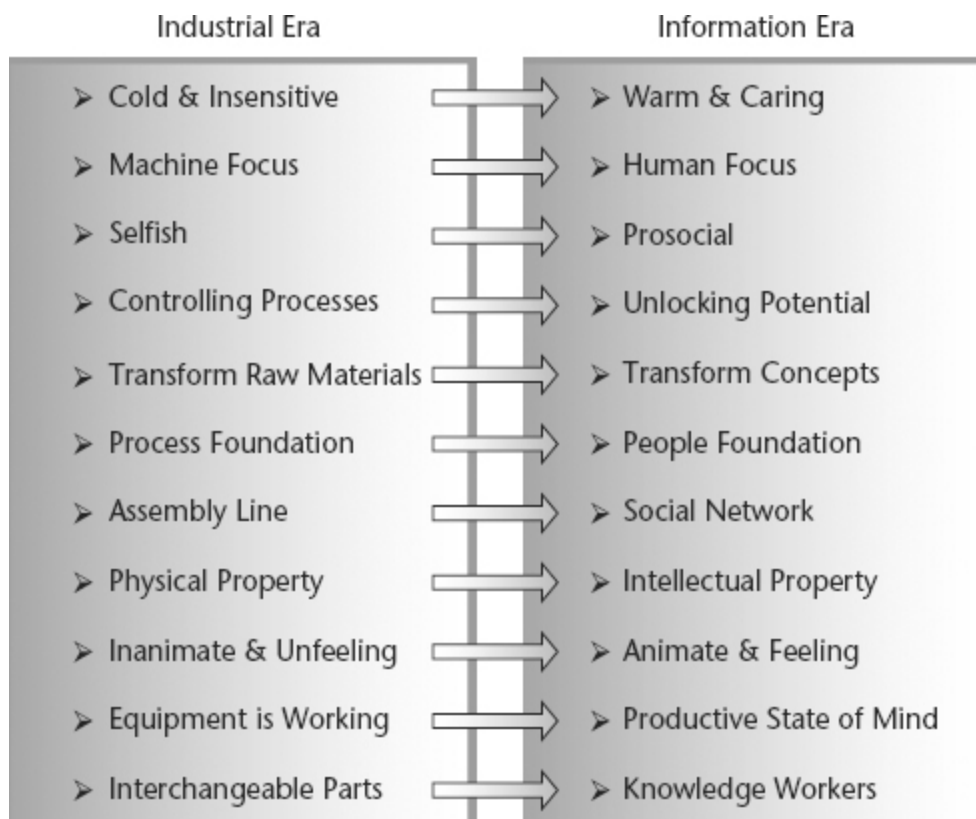 Industrial Era Information Era
➢ Cold & Insensitive ➢ Warm & Caring
➢ Machine Focus ➢ Human Focus
➢ Selfish ➢ Prosocial
➢ Controlling Processes ➢ Unlocking Potential
➢ Transform Raw Materials ➢ Transform Concepts
➢ Process Foundation ➢ People Foundation
➢ Assembly Line ➢ Social Network
➢ Physical Property ➢ Intellectual Property
➢ Inanimate & Unfeeling ➢ Animate & Feeling
➢ Equipment is Working ➢ Productive State of Mind
➢ Interchangeable Parts ➢ Knowledge Workers